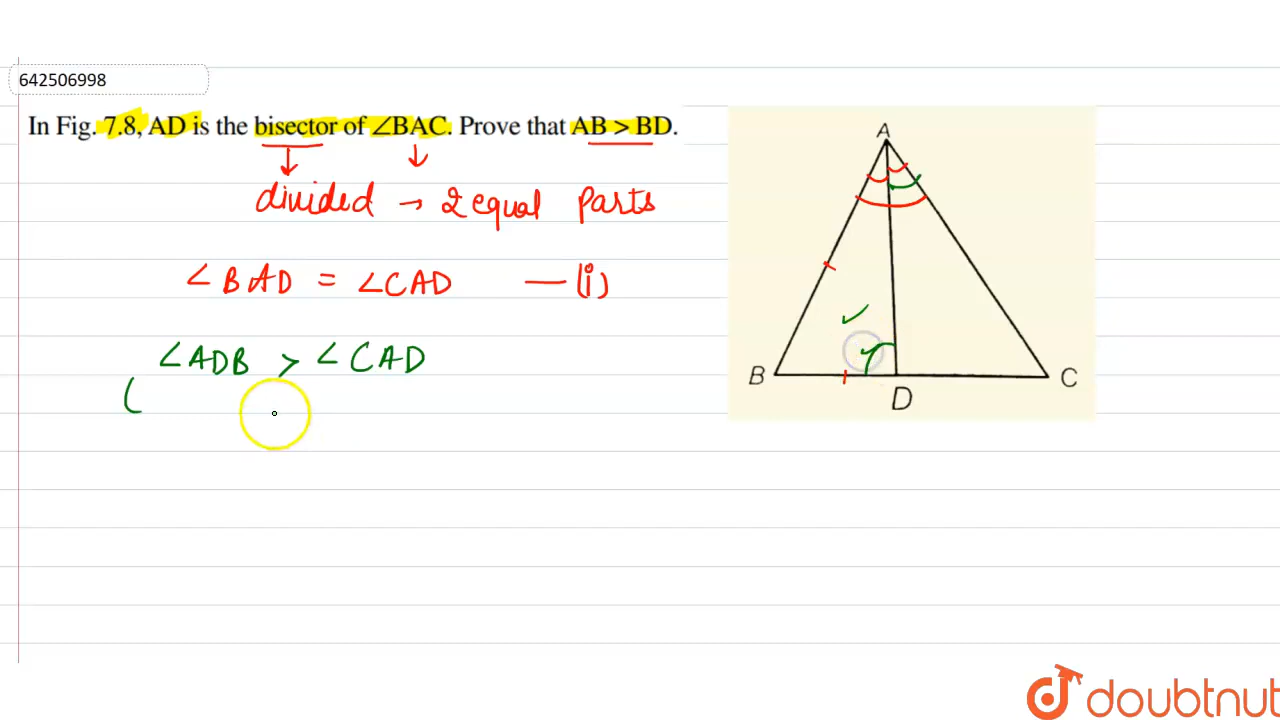 642506998
In Fig. 7.8, AD is the bisector of ∠BAC. Prove that AB > BD.
divided → 2 equal parts
∠BAD = ∠CAD — (i)
∠ADB > ∠CAD
(
A
B
D
C
doubtnut